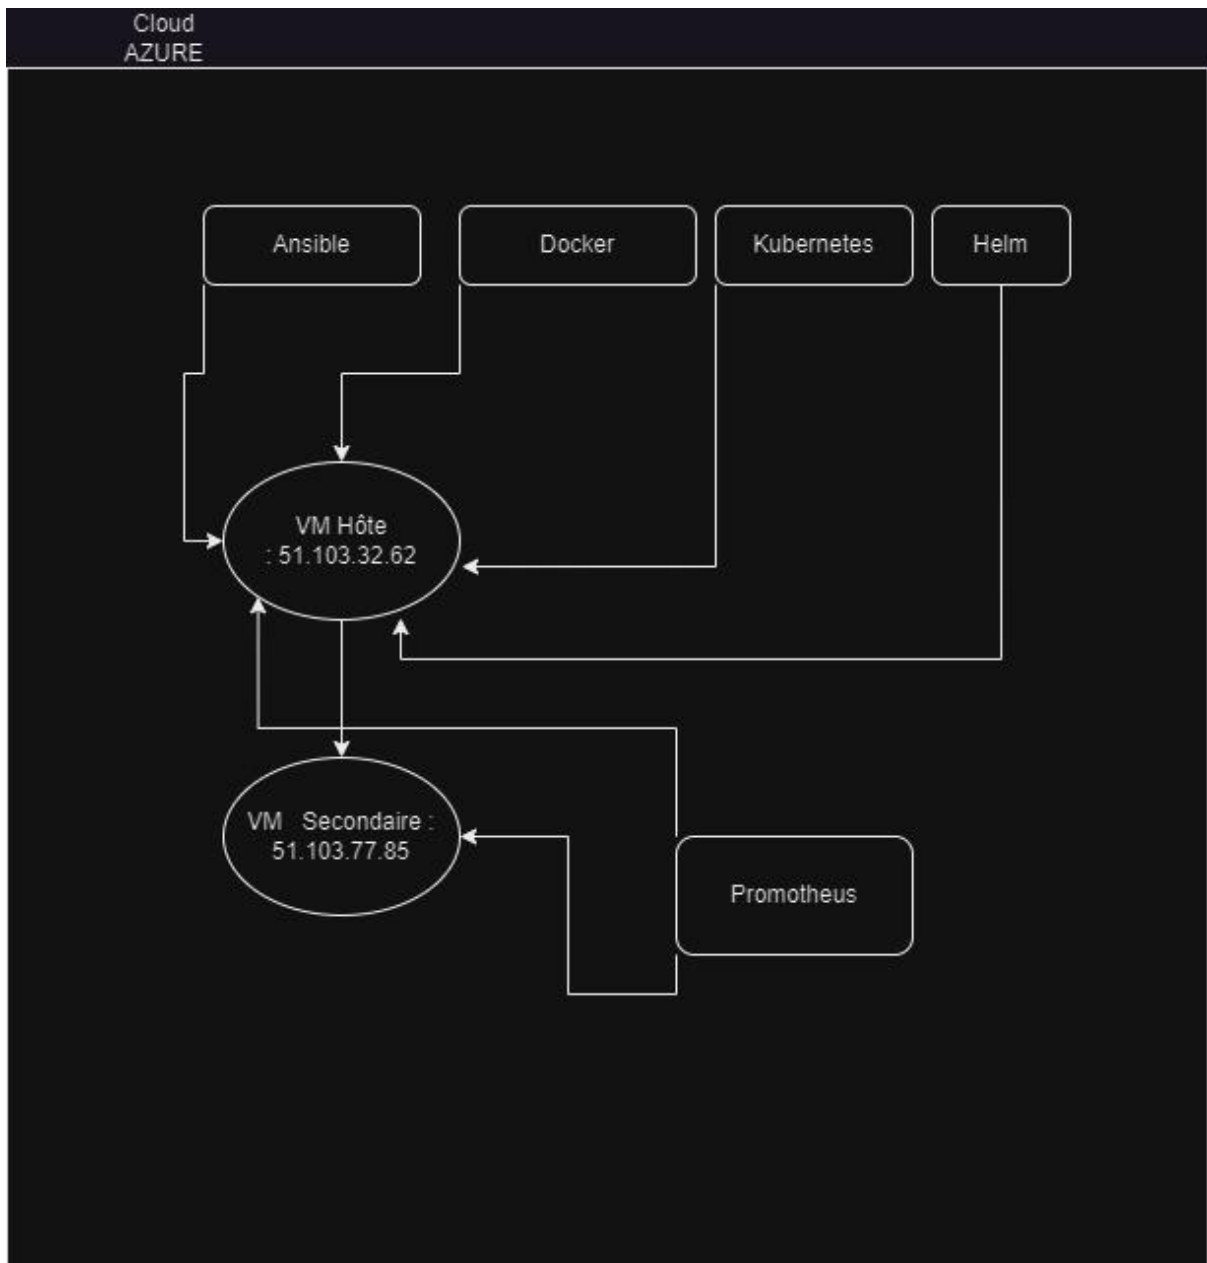 Cloud
AZURE
Ansible
Docker
Kubernetes
Helm
VM Hôte
: 51.103.32.62
VM Secondaire :
51.103.77.85
Promotheus